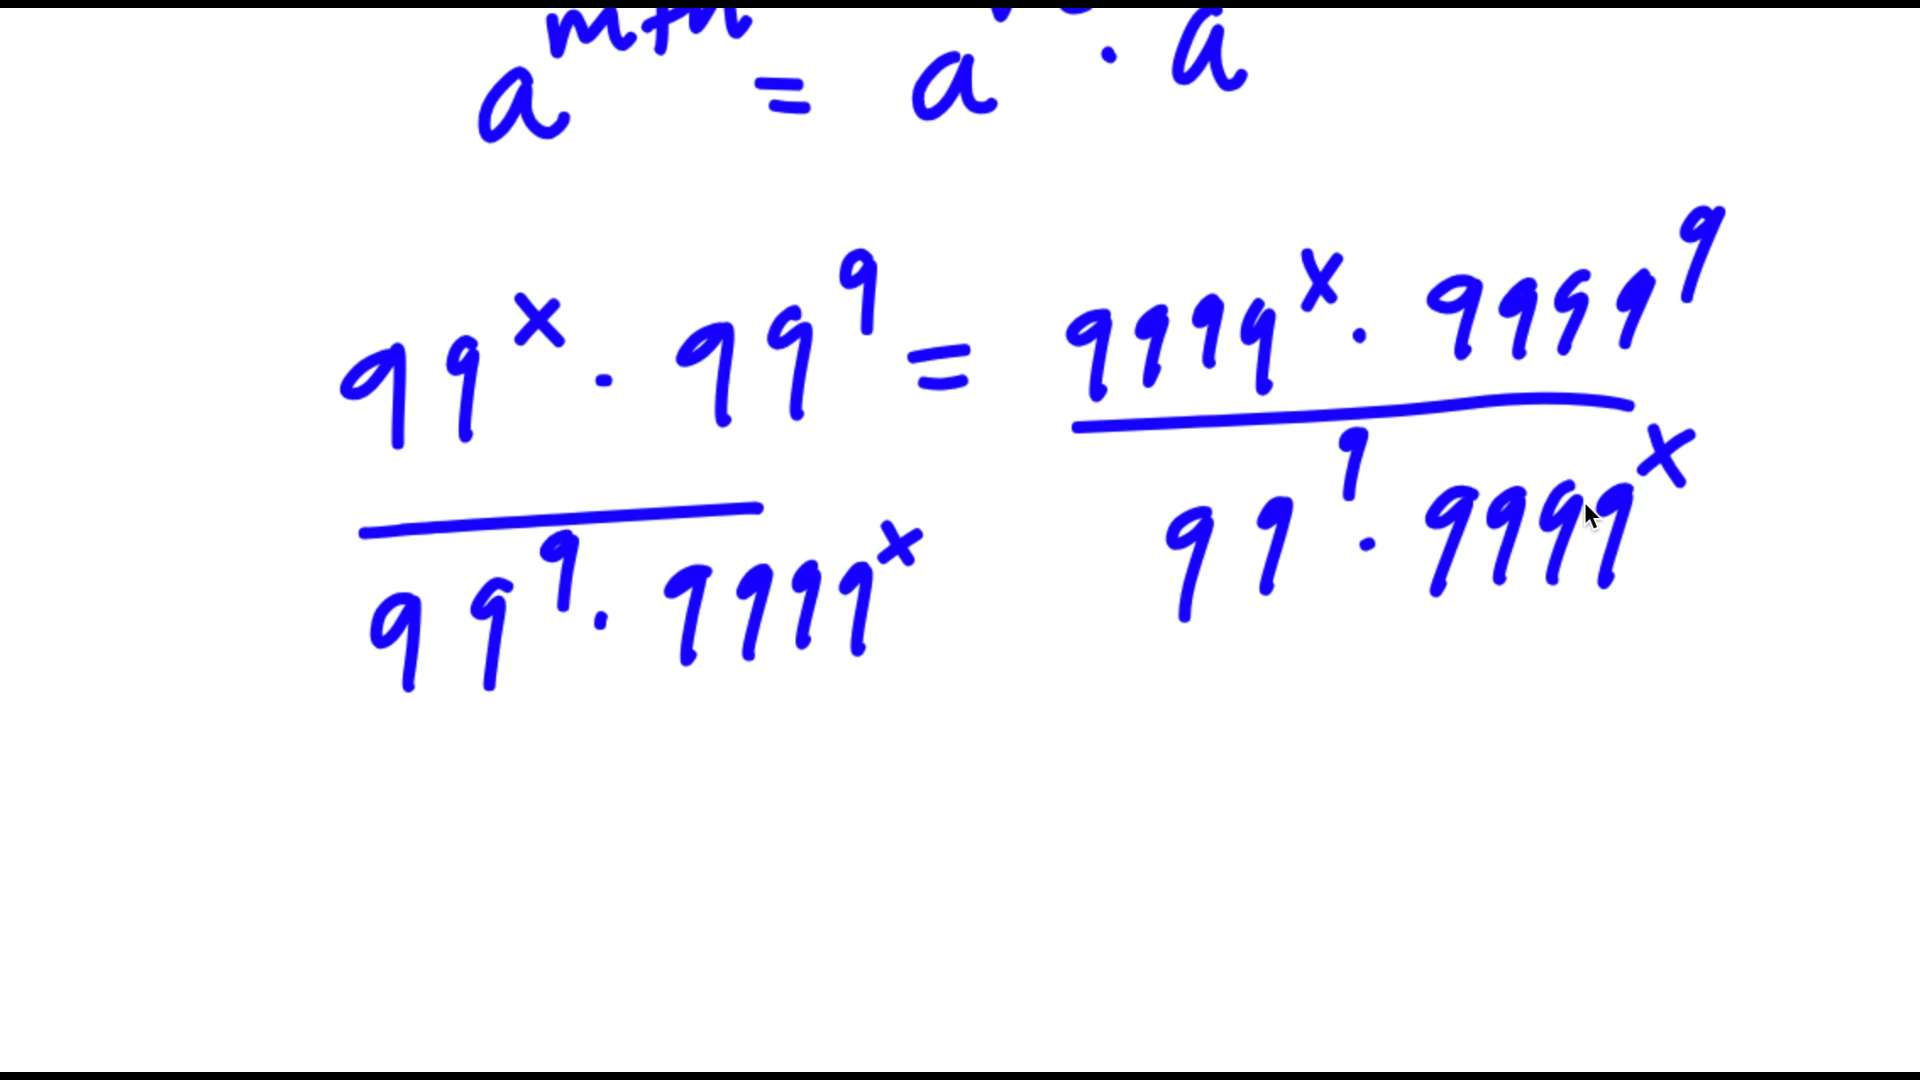 a^{m+n} = a · a
99^x · 99^9 = 9999^x · 9999^9
99^9 · 9999^x    99^9 · 9999^x